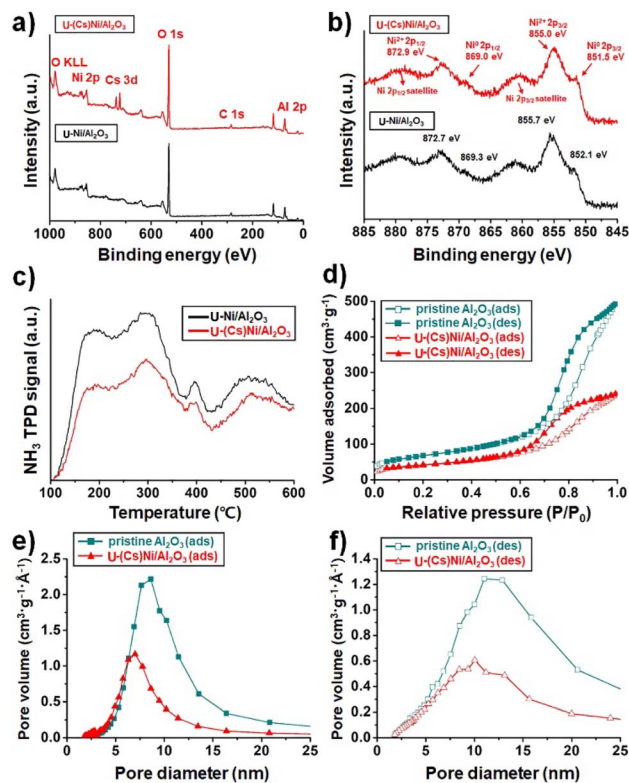 a)
U-(Cs)Ni/Al₂O₃
O 1s
O KLL
Ni 2p
Cs 3d
C 1s
Al 2p
U-Ni/Al₂O₃
Intensity (a.u.)
1000 800 600 400 200 0
Binding energy (eV)
b)
U-(Cs)Ni/Al₂O₃
Ni²⁺ 2p₁/₂
872.9 eV
Ni⁰ 2p₁/₂
869.0 eV
Ni²⁺ 2p₃/₂
855.0 eV
Ni⁰ 2p₃/₂
851.5 eV
Ni 2p₁/₂ satellite
Ni 2p₃/₂ satellite
U-Ni/Al₂O₃
872.7 eV
869.3 eV
855.7 eV
852.1 eV
Intensity (a.u.)
885 880 875 870 865 860 855 850 845
Binding energy (eV)
c)
U-Ni/Al₂O₃
U-(Cs)Ni/Al₂O₃
NH₃ TPD signal (a.u.)
100 200 300 400 500 600
Temperature (℃)
d)
pristine Al₂O₃ (ads)
pristine Al₂O₃ (des)
U-(Cs)Ni/Al₂O₃ (ads)
U-(Cs)Ni/Al₂O₃ (des)
Volume adsorbed (cm³·g⁻¹)
500
400
300
200
100
0
0.0 0.2 0.4 0.6 0.8 1.0
Relative pressure (P/P₀)
e)
pristine Al₂O₃ (ads)
U-(Cs)Ni/Al₂O₃ (ads)
Pore volume (cm³·g⁻¹·Å⁻¹)
2.5
2.0
1.5
1.0
0.5
0.0
0 5 10 15 20 25
Pore diameter (nm)
f)
pristine Al₂O₃ (des)
U-(Cs)Ni/Al₂O₃ (des)
Pore volume (cm³·g⁻¹·Å⁻¹)
1.4
1.2
1.0
0.8
0.6
0.4
0.2
0.0
0 5 10 15 20 25
Pore diameter (nm)